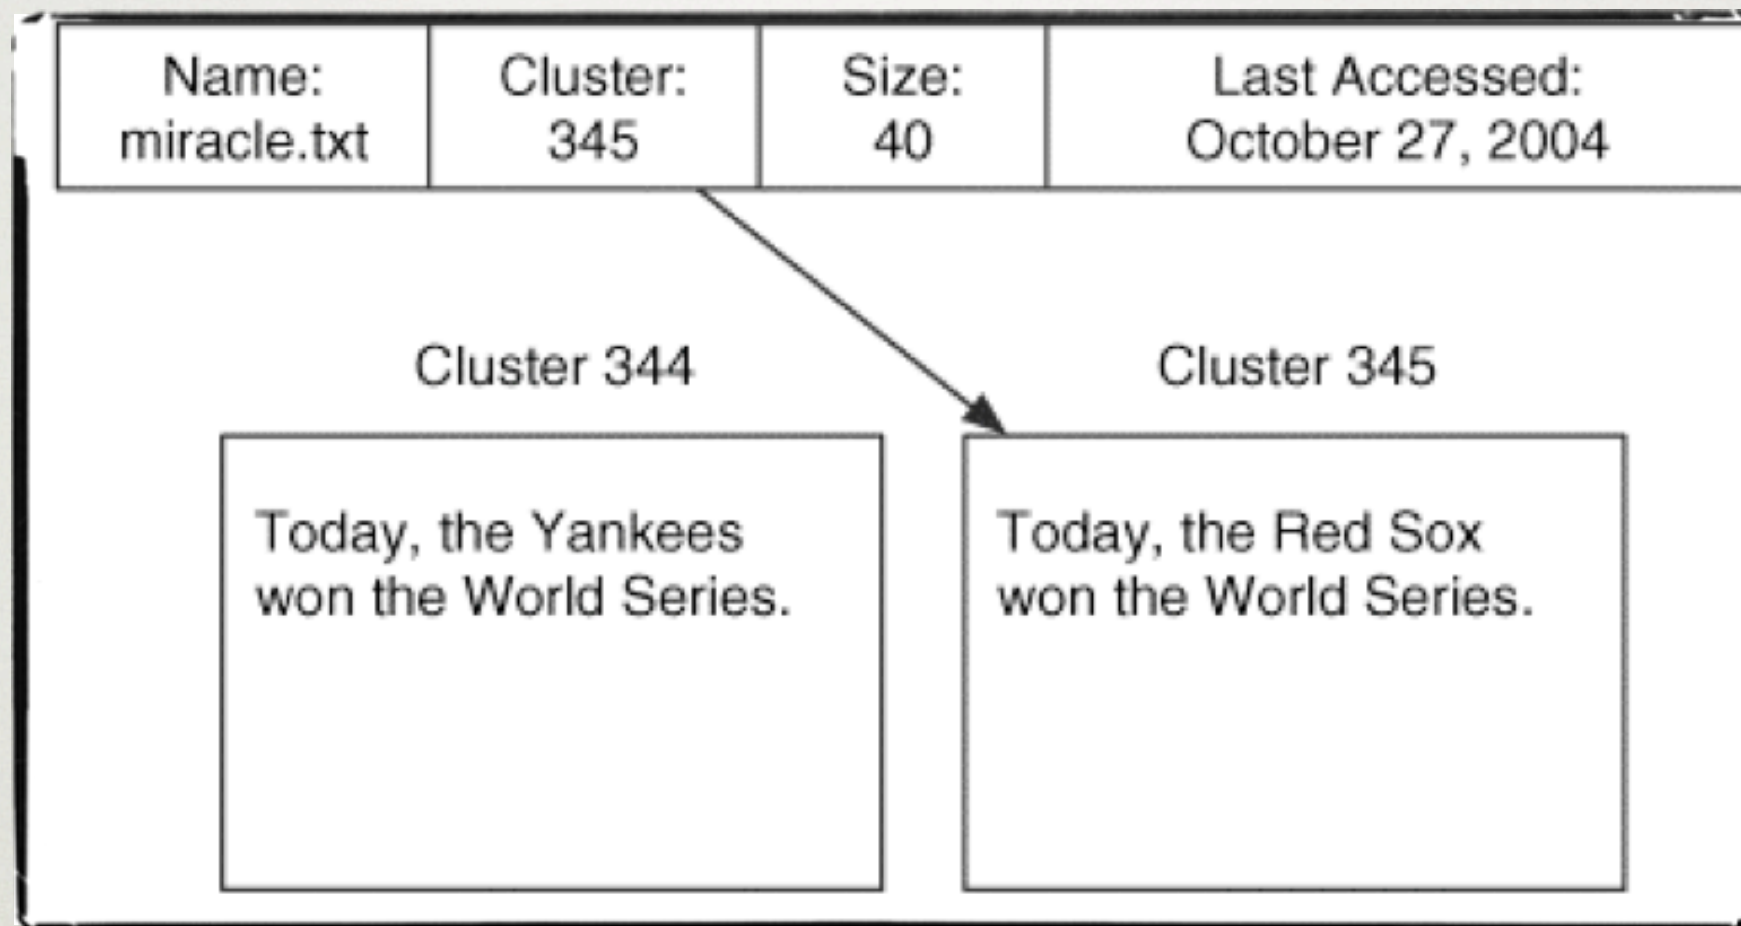 Name:
miracle.txt
Cluster:
345
Size:
40
Last Accessed:
October 27, 2004
Cluster 344
Cluster 345
Today, the Yankees
won the World Series.
Today, the Red Sox
won the World Series.